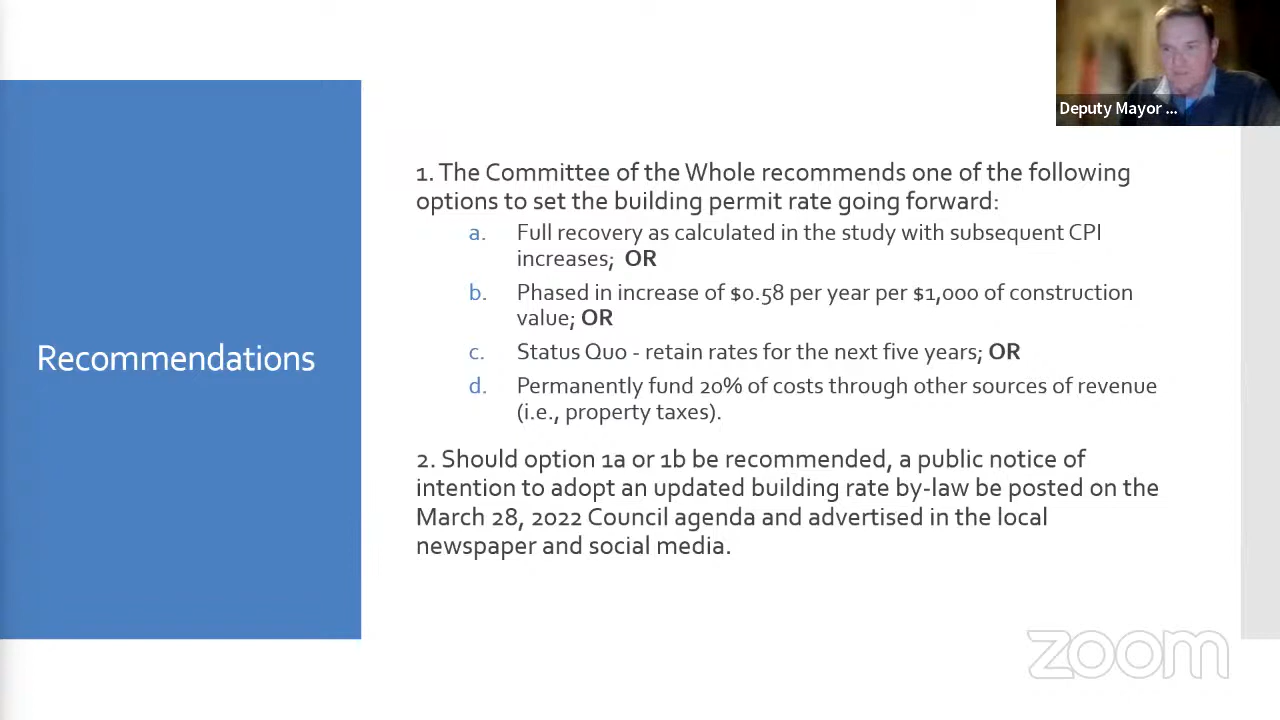 Deputy Mayor ...
1. The Committee of the Whole recommends one of the following
options to set the building permit rate going forward:
a. Full recovery as calculated in the study with subsequent CPI
increases; OR
b. Phased in increase of $0.58 per year per $1,000 of construction
value; OR
c. Status Quo - retain rates for the next five years; OR
d. Permanently fund 20% of costs through other sources of revenue
(i.e., property taxes).
Recommendations
2. Should option 1a or 1b be recommended, a public notice of
intention to adopt an updated building rate by-law be posted on the
March 28, 2022 Council agenda and advertised in the local
newspaper and social media.
zoom